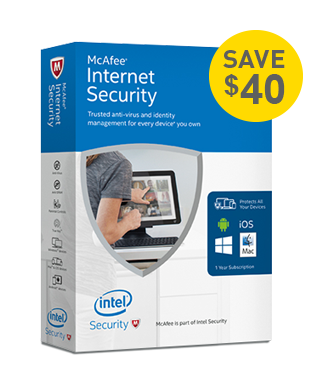 SAVE
$40
McAfee®
Internet
Security
Trusted anti-virus and identity
management for every device you own
Protects All
Your Devices
iOS
Mac
1 Year Subscription
intel
Security
McAfee is part of Intel Security
McAfee
Internet Security